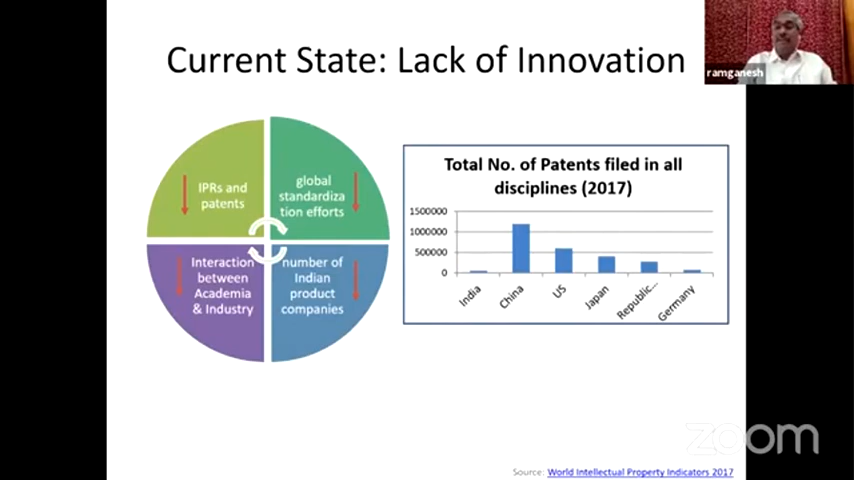 Current State: Lack of Innovation
ramganesh
IPRs and
patents
global
standardiza
tion efforts
Interaction
between
Academia
& Industry
number of
Indian
product
companies
Total No. of Patents filed in all
disciplines (2017)
1500000
1000000
500000
0
India
China
US
Japan
Republic...
Germany
zoom
Source: World Intellectual Property Indicators 2017